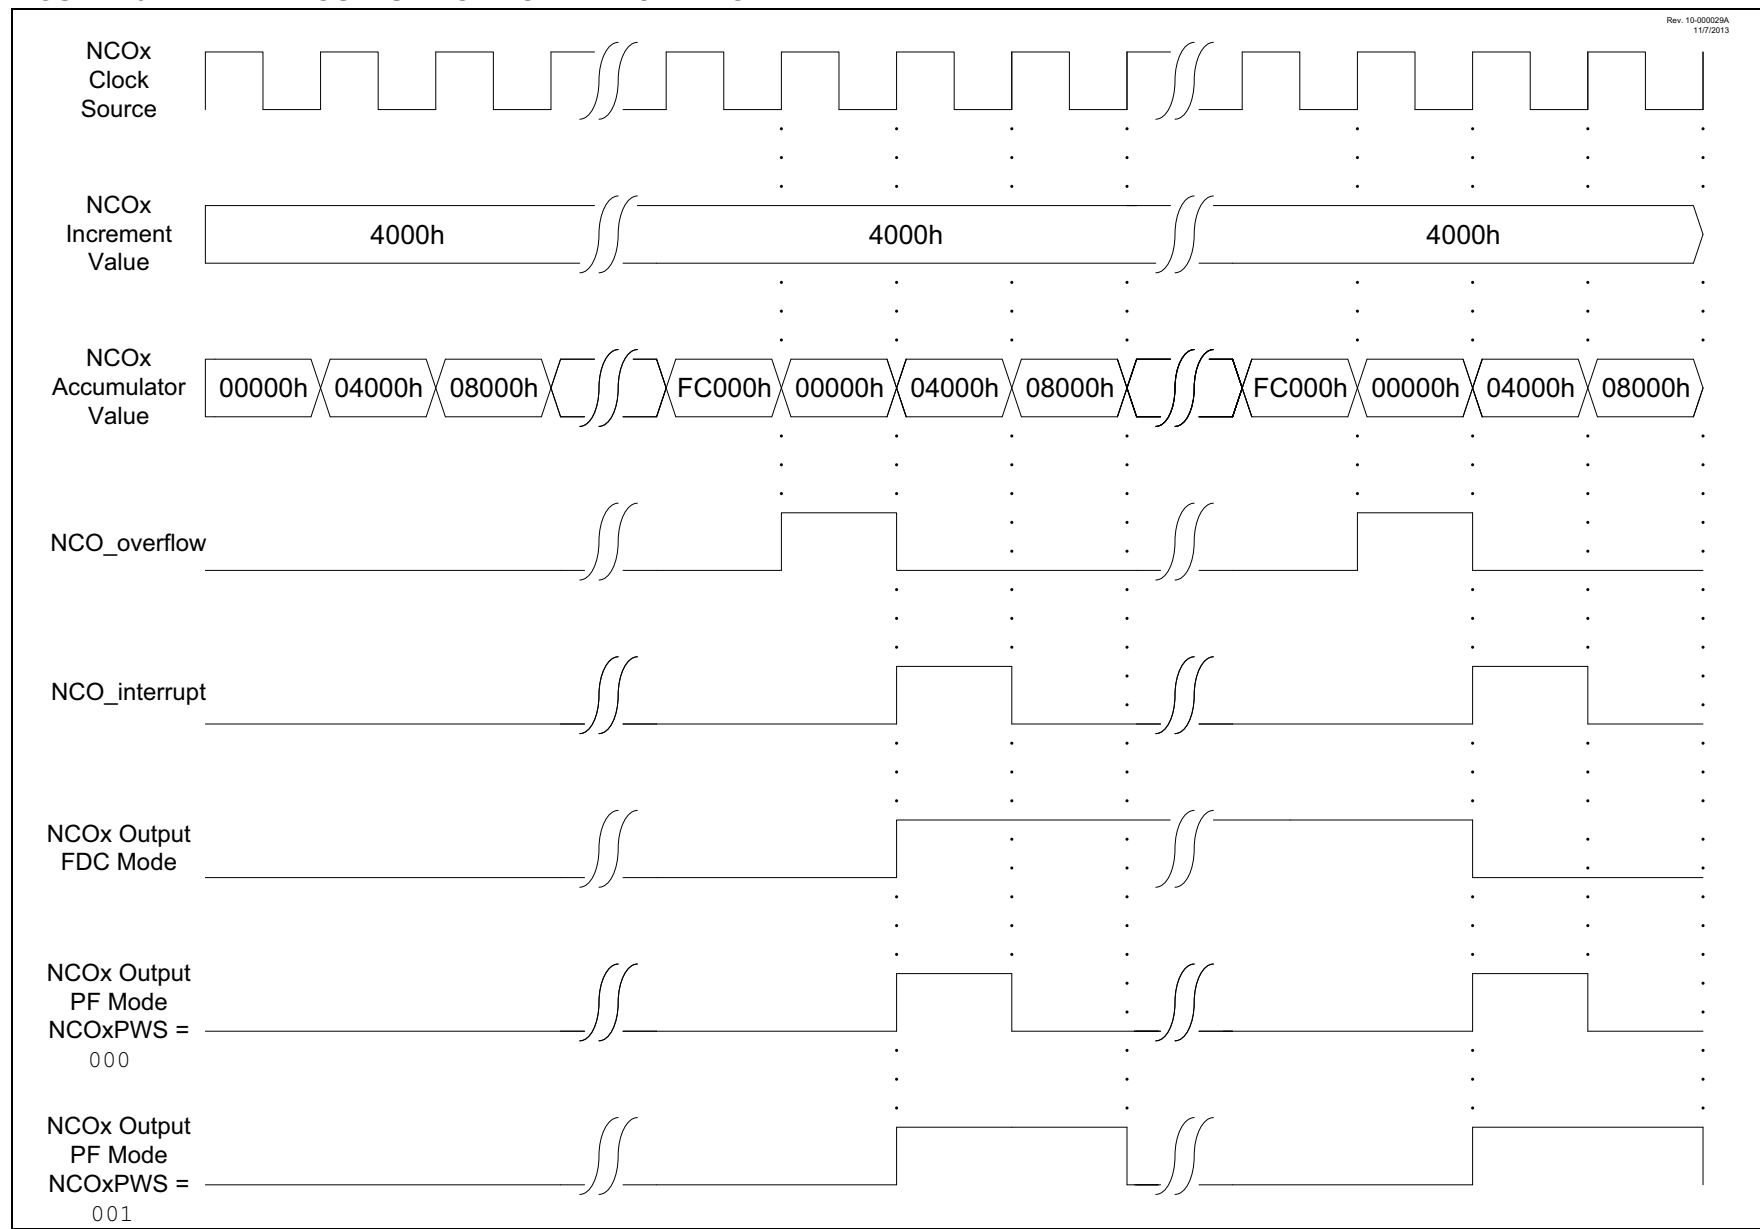 Rev. 10-000029A
11/7/2013
NCOx
Clock
Source
NCOx
Increment
Value
4000h 4000h 4000h
NCOx
Accumulator
Value
00000h 04000h 08000h FC000h 00000h 04000h 08000h FC000h 00000h 04000h 08000h
NCO_overflow
NCO_interrupt
NCOx Output
FDC Mode
NCOx Output
PF Mode
NCOxPWS =
000
NCOx Output
PF Mode
NCOxPWS =
001